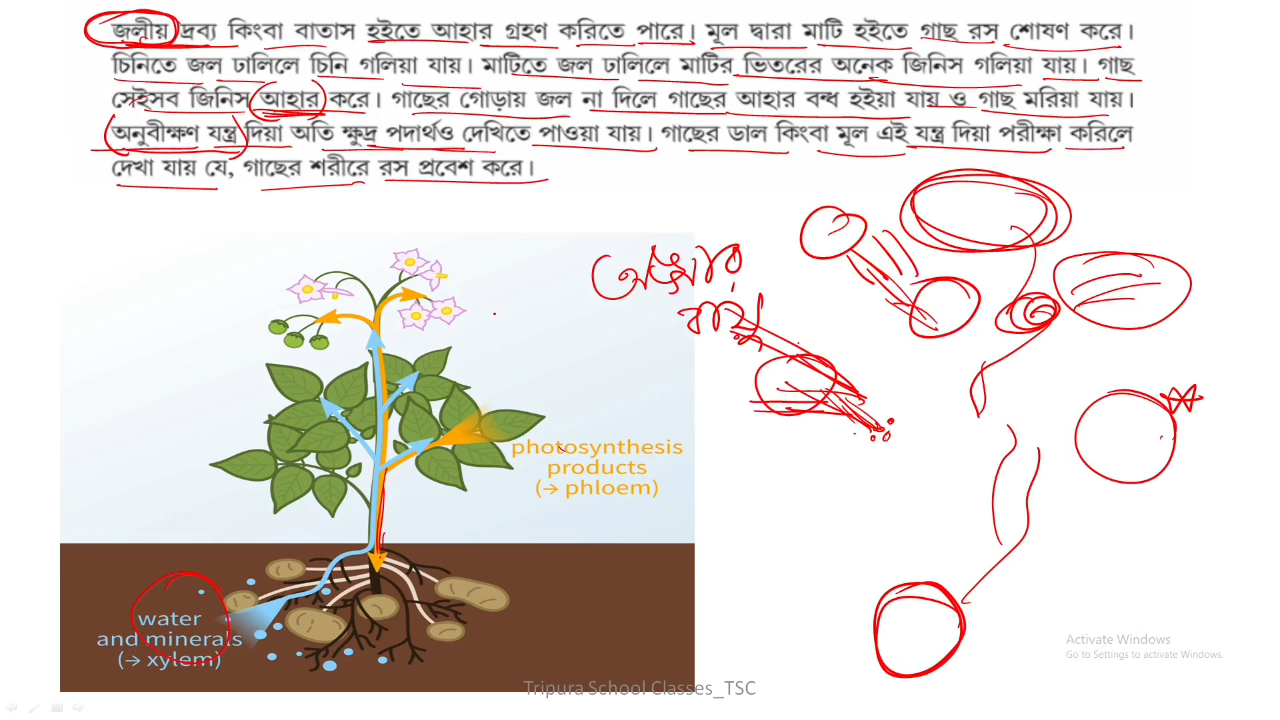 জলীয় দ্রব্য কিংবা বাতাস হইতে আহার গ্রহণ করিতে পারে। মূল দ্বারা মাটি হইতে গাছ রস শোষণ করে।
চিনিতে জল ঢালিলে চিনি গলিয়া যায়। মাটিতে জল ঢালিলে মাটির ভিতরের অনেক জিনিস গলিয়া যায়। গাছ
সেইসব জিনিস আহার করে। গাছের গোড়ায় জল না দিলে গাছের আহার বন্ধ হইয়া যায় ও গাছ মরিয়া যায়।
অনুবীক্ষণ যন্ত্র দিয়া অতি ক্ষুদ্র পদার্থও দেখিতে পাওয়া যায়। গাছের ডাল কিংবা মূল এই যন্ত্র দিয়া পরীক্ষা করিলে
দেখা যায় যে, গাছের শরীরে রস প্রবেশ করে।
অঙ্গার
বায়ু
photosynthesis
products
(→ phloem)
water
and minerals
(→ xylem)
Activate Windows
Go to Settings to activate Windows.
Tripura School Classes_TSC